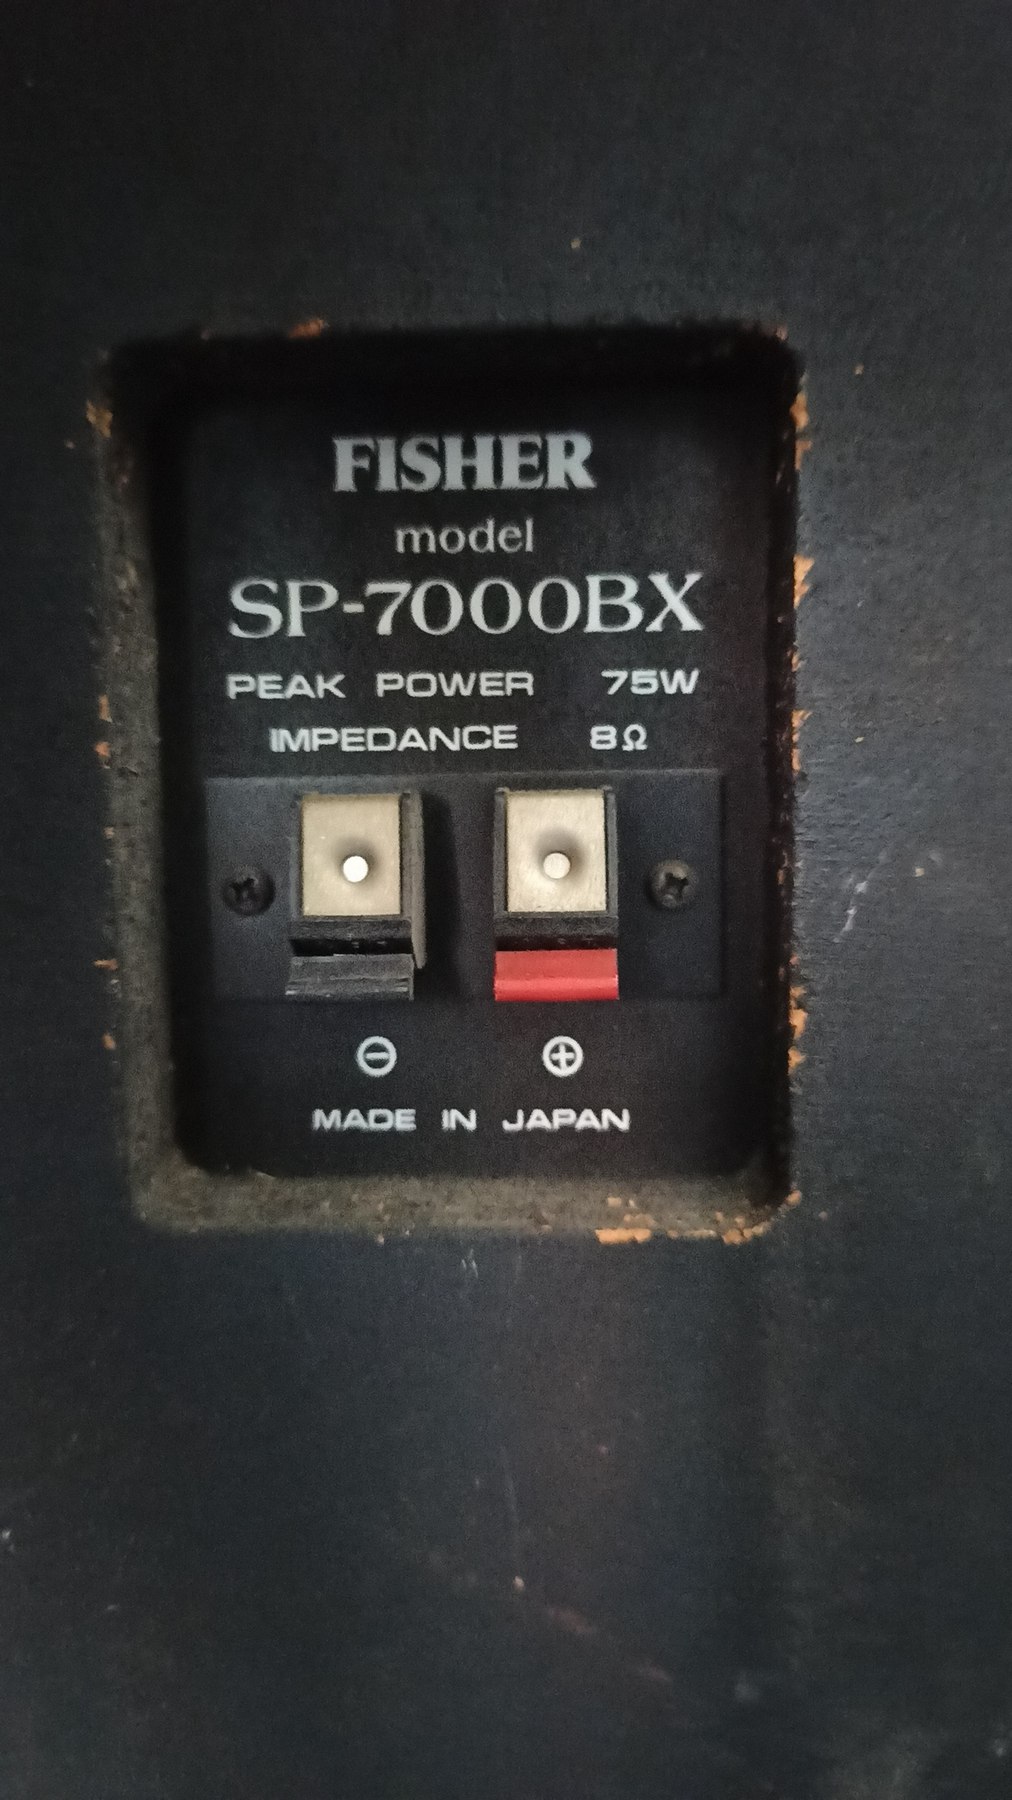 FISHER
model
SP-7000BX
PEAK POWER 75W
IMPEDANCE 8Ω
⊖ ⊕
MADE IN JAPAN